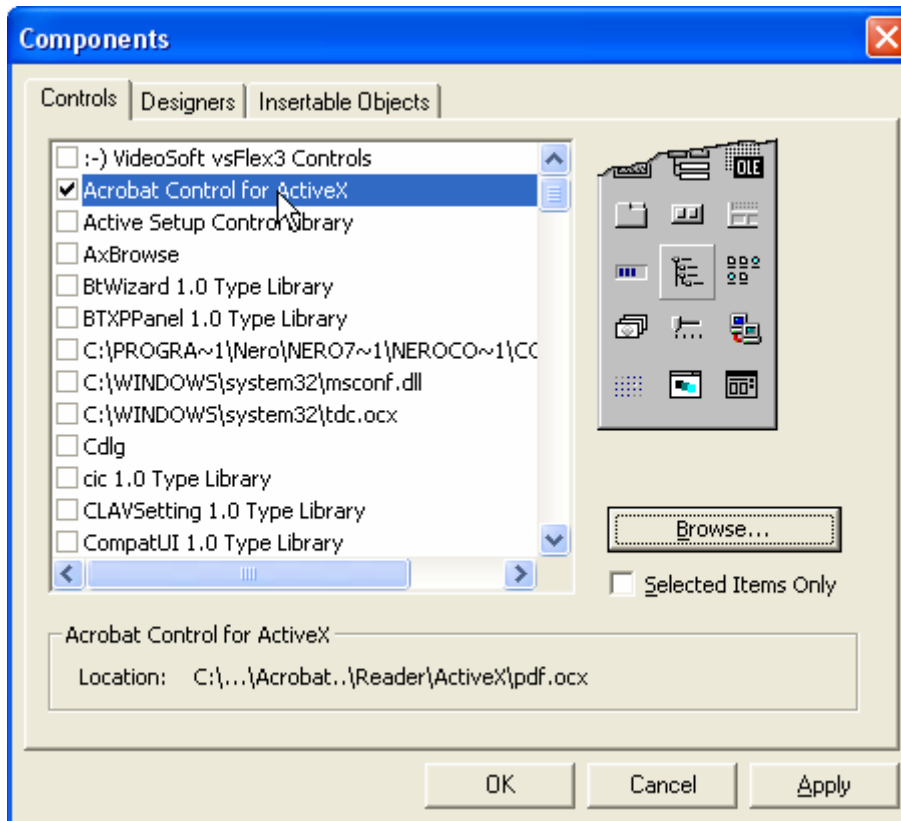 Components
Controls Designers Insertable Objects
:-) VideoSoft vsFlex3 Controls
Acrobat Control for ActiveX
Active Setup Control Library
AxBrowse
BtWizard 1.0 Type Library
BTXPPanel 1.0 Type Library
C:\PROGRA~1\Nero\NERO7~1\NEROCO~1\CC
C:\WINDOWS\system32\msconf.dll
C:\WINDOWS\system32\tdc.ocx
Cdlg
cic 1.0 Type Library
CLAVSetting 1.0 Type Library
CompatUI 1.0 Type Library
OLE
Browse...
Selected Items Only
Acrobat Control for ActiveX
Location: C:\...\Acrobat..\Reader\ActiveX\pdf.ocx
OK Cancel Apply